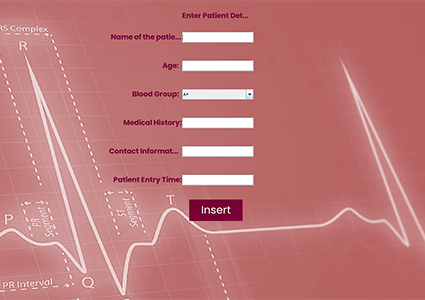 Enter Patient Det...
RS Complex
Name of the patie...
R
Age:
Blood Group:
A+
Medical History:
Contact Informat...
Patient Entry Time:
T
PR
Segment
ST
Segment
Insert
P
PR Interval
Q